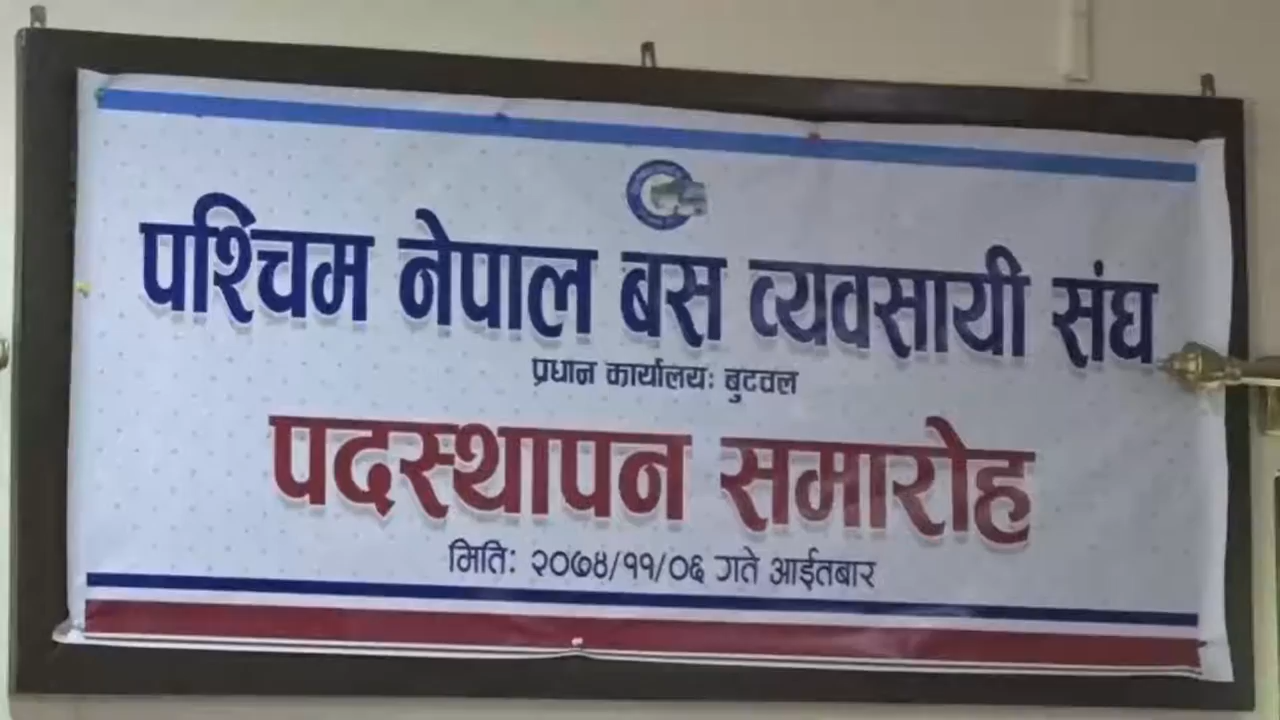 पश्चिम नेपाल बस व्यवसायी संघ
प्रधान कार्यालयः बुटवल
पदस्थापन समारोह
मितिः २०७४/११/०६ गते आईतबार